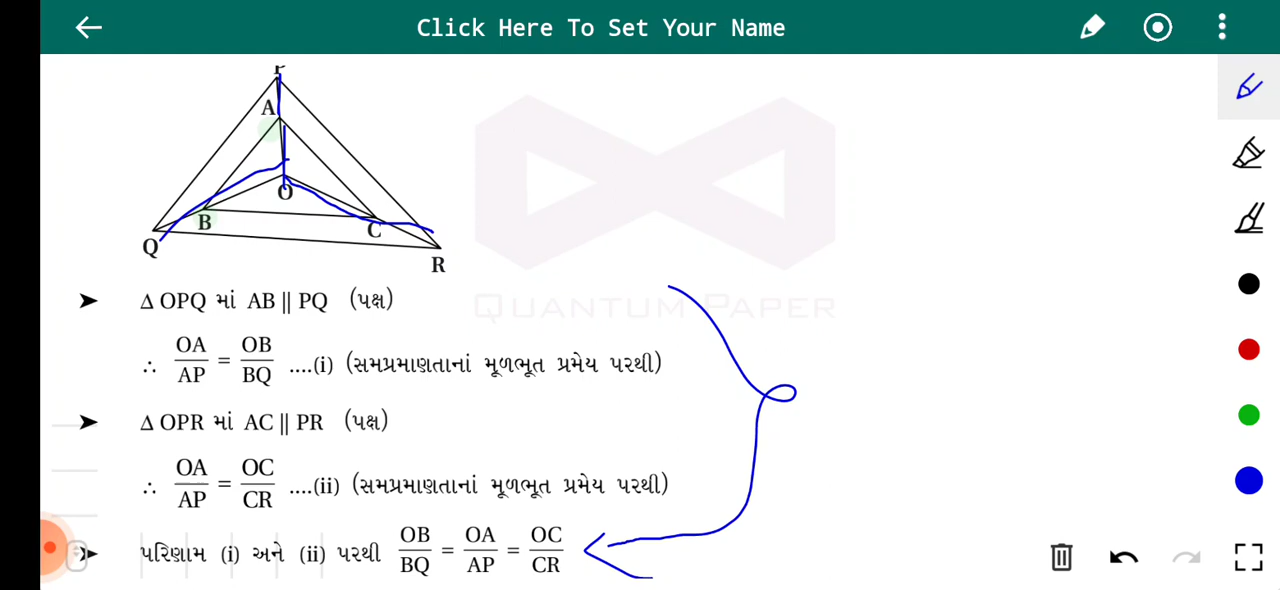 Click Here To Set Your Name
P
A
O
B
C
Q
R
QUANTUM PAPER
➤ Δ OPQ માં AB || PQ (પક્ષ)
∴ OA/AP = OB/BQ ....(i) (સમપ્રમાણતાનાં મૂળભૂત પ્રમેય પરથી)
➤ Δ OPR માં AC || PR (પક્ષ)
∴ OA/AP = OC/CR ....(ii) (સમપ્રમાણતાનાં મૂળભૂત પ્રમેય પરથી)
➤ પરિણામ (i) અને (ii) પરથી OB/BQ = OA/AP = OC/CR